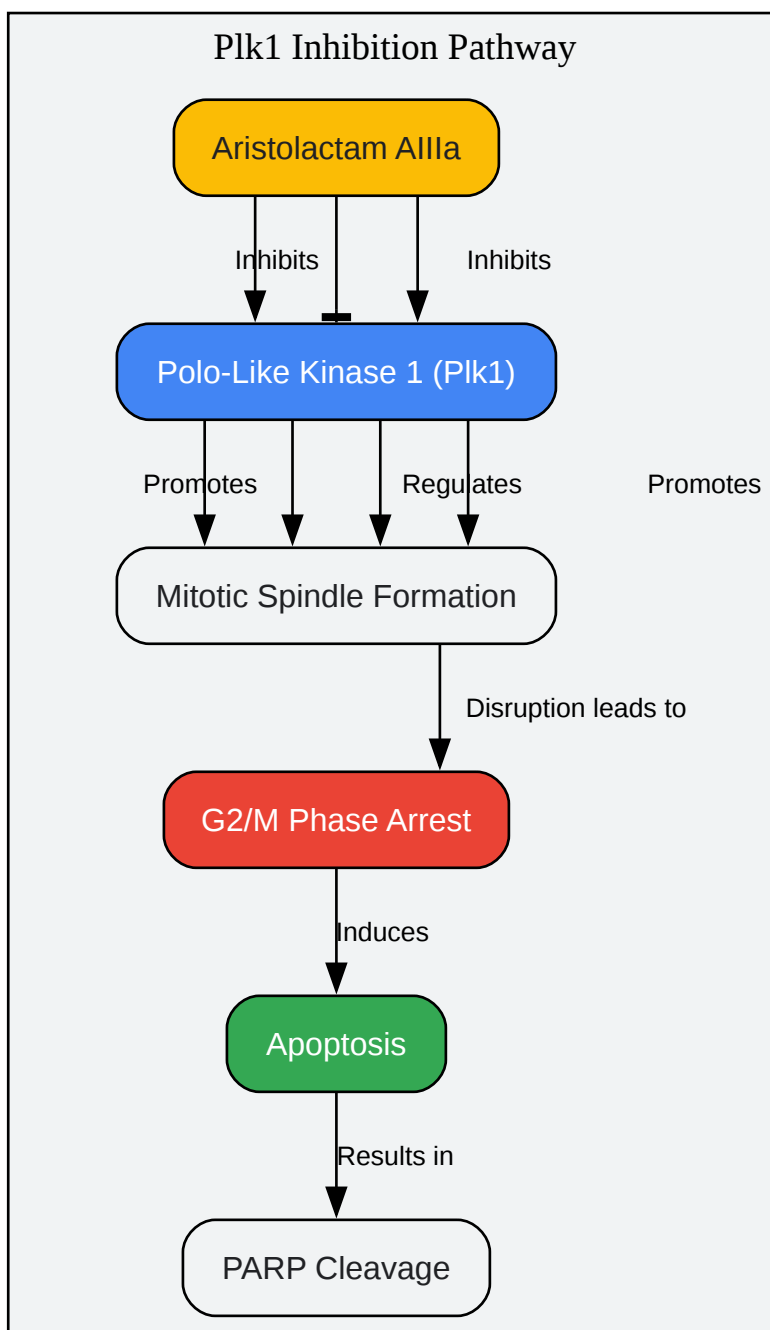 Plk1 Inhibition Pathway
Aristolactam AIIIa
Inhibits
Inhibits
Polo-Like Kinase 1 (Plk1)
Promotes
Regulates
Promotes
Mitotic Spindle Formation
Disruption leads to
G2/M Phase Arrest
Induces
Apoptosis
Results in
PARP Cleavage